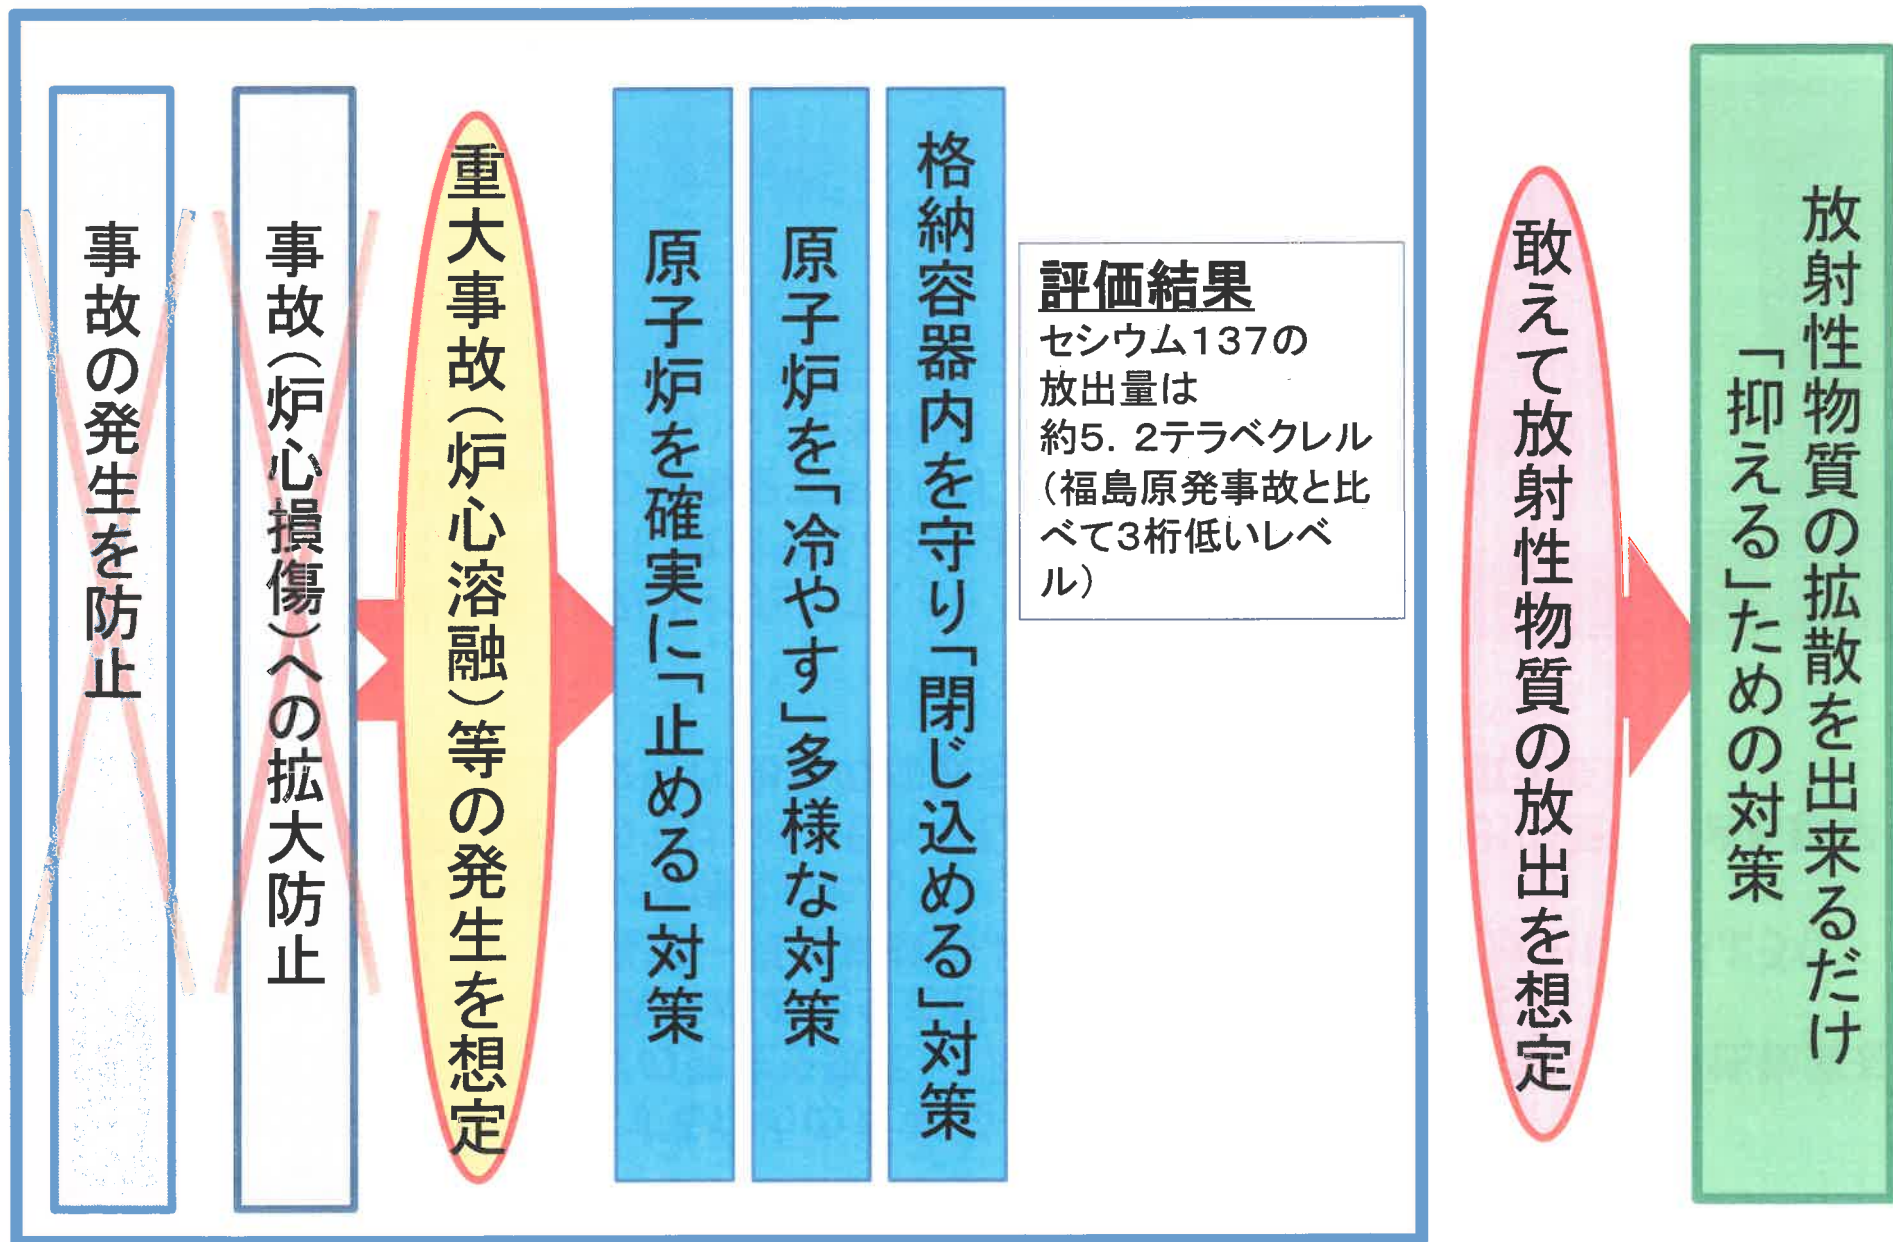 事故の発生を防止
事故（炉心損傷）への拡大防止
重大事故（炉心溶融）等の発生を想定
原子炉を確実に「止める」対策
原子炉を「冷やす」多様な対策
格納容器内を守り「閉じ込める」対策
評価結果
セシウム137の
放出量は
約5．2テラベクレル
（福島原発事故と比
べて3桁低いレベ
ル）
敢えて放射性物質の放出を想定
放射性物質の拡散を出来るだけ
「抑える」ための対策